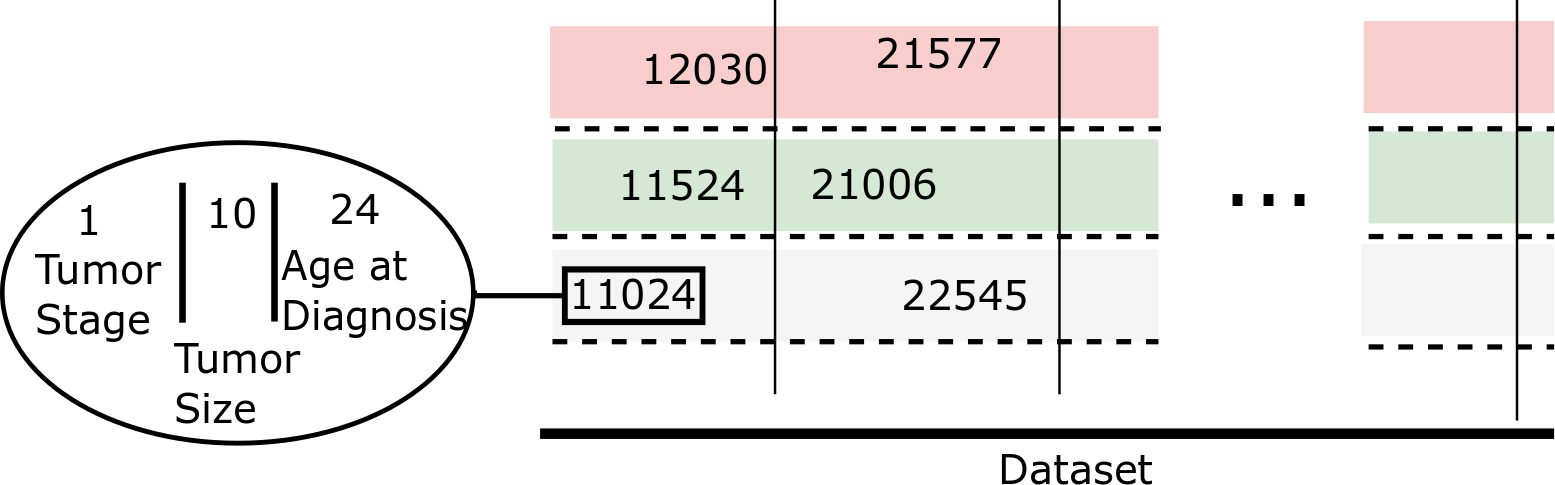 1
Tumor
Stage
10
Tumor
Size
24
Age at
Diagnosis
12030
21577
11524
21006
...
11024
22545
Dataset